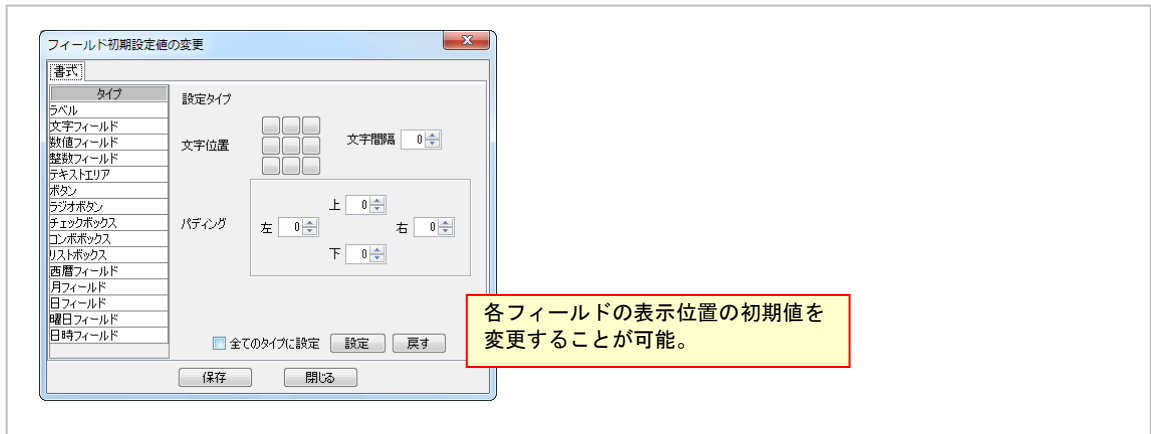 フィールド初期設定値の変更
書式
タイプ
ラベル
文字フィールド
数値フィールド
整数フィールド
テキストエリア
ボタン
ラジオボタン
チェックボックス
コンボボックス
リストボックス
西暦フィールド
月フィールド
日フィールド
曜日フィールド
日時フィールド
設定タイプ
文字位置
文字間隔 0
パディング
上 0
左 0 右 0
下 0
全てのタイプに設定 設定 戻す
保存 閉じる
各フィールドの表示位置の初期値を
変更することが可能。